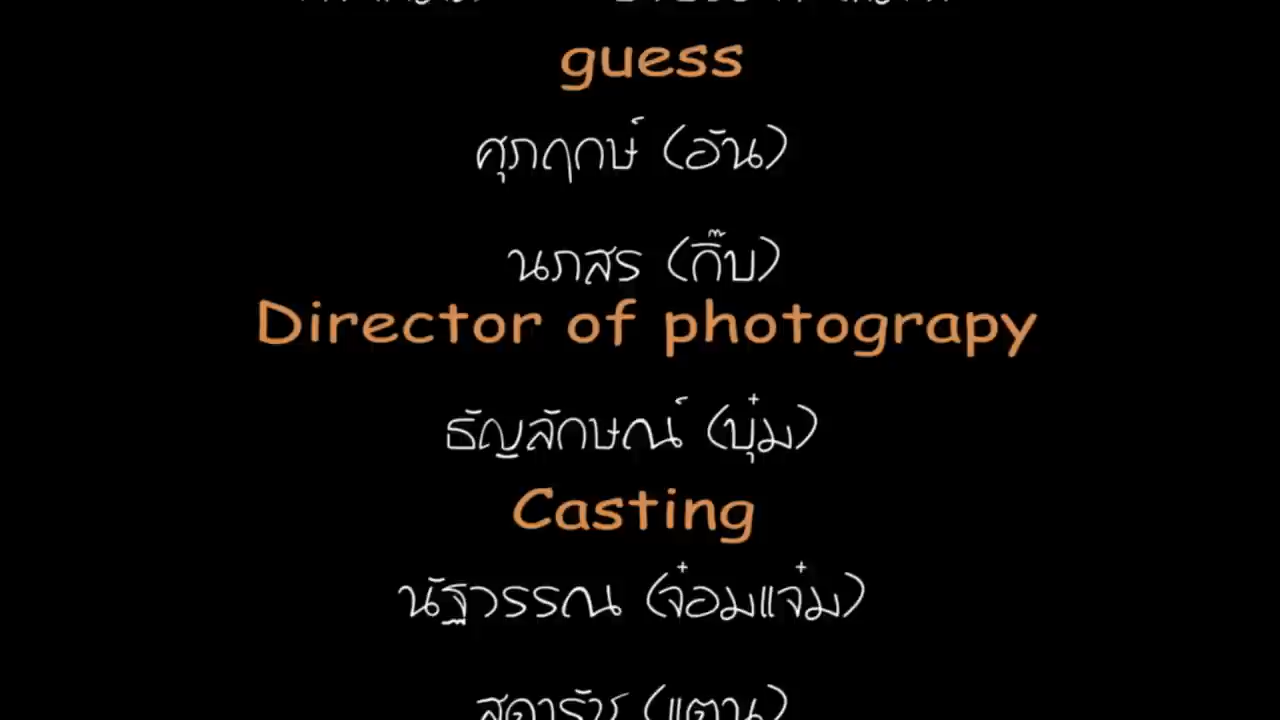 guess
ศุภฤกษ์ (อัน)
นภสร (กิ๊บ)
Director of photograpy
ธัญลักษณ์ (บุ๋ม)
Casting
นัฐวรรณ (จ๋อมแจ๋ม)
สุดารัช (แตน)